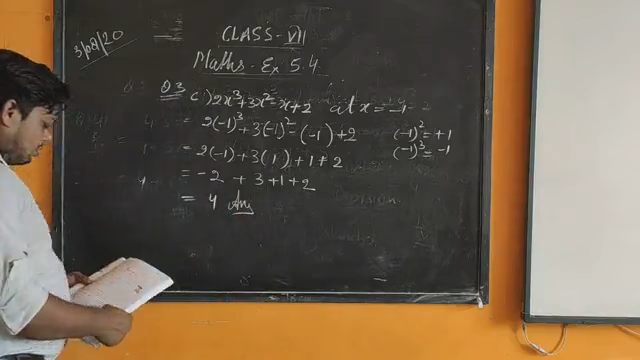 3/09/20
CLASS-VII
Maths- Ex 5.4
Q3
c) 2x³+3x²-x+2 at x=-1
= 2(-1)³+3(-1)²-(-1)+2
(-1)²=+1
= 2(-1)+3(1)+1+2
(-1)³=-1
= -2+3+1+2
= 4 Ans